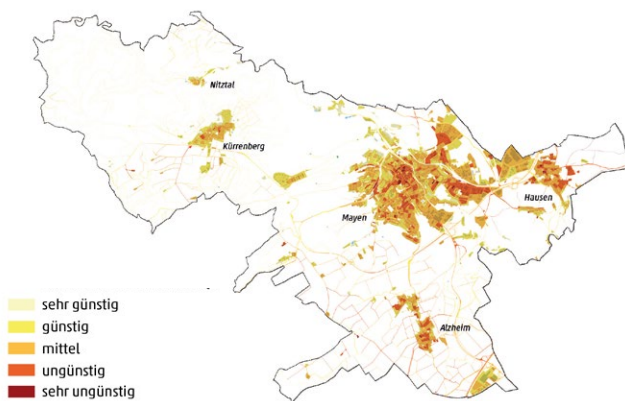 Nitztal
Kürrenberg
Mayen
Hausen
Alzheim
sehr günstig
günstig
mittel
ungünstig
sehr ungünstig